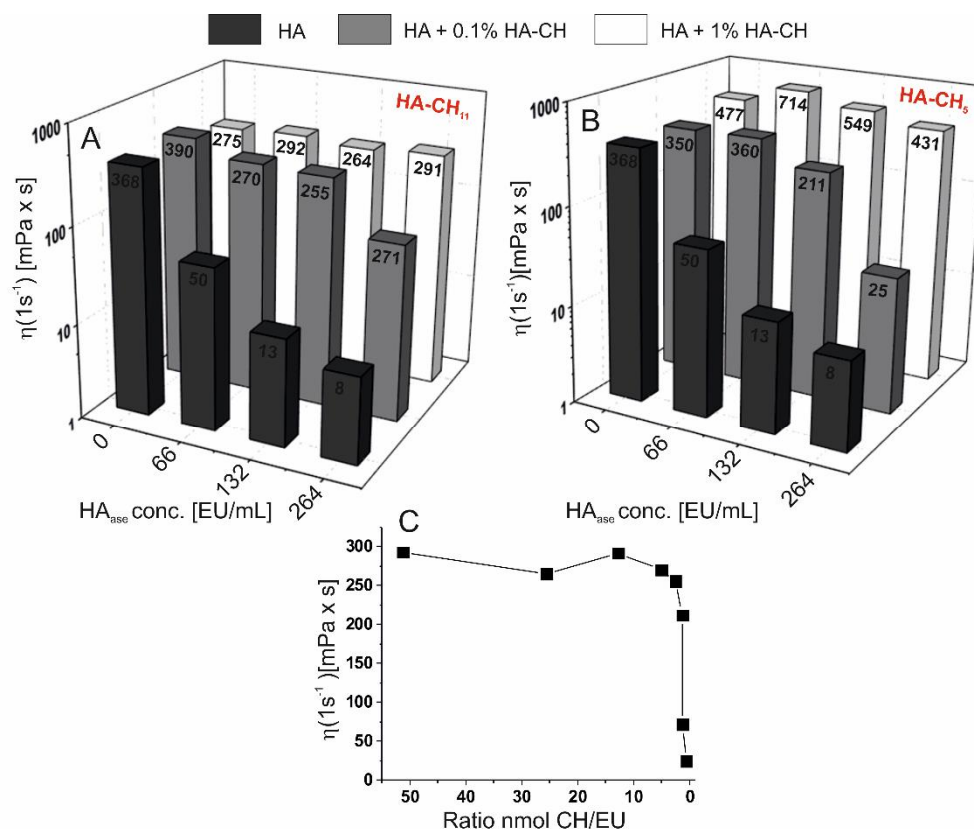 HA HA + 0.1% HA-CH HA + 1% HA-CH
A
HA-CH₁₁
1000
100
10
1
η(1s⁻¹) [mPa x s]
368 50 13 8
390 270 255 271
275 292 264 291
0 66 132 264
HAase conc. [EU/mL]
B
HA-CH₅
1000
100
10
1
η(1s⁻¹)[mPa x s]
368 50 13 8
350 360 211 25
477 714 549 431
0 66 132 264
HAase conc. [EU/mL]
C
300
250
200
150
100
50
0
η(1s⁻¹)[mPa x s]
50 40 30 20 10 0
Ratio nmol CH/EU